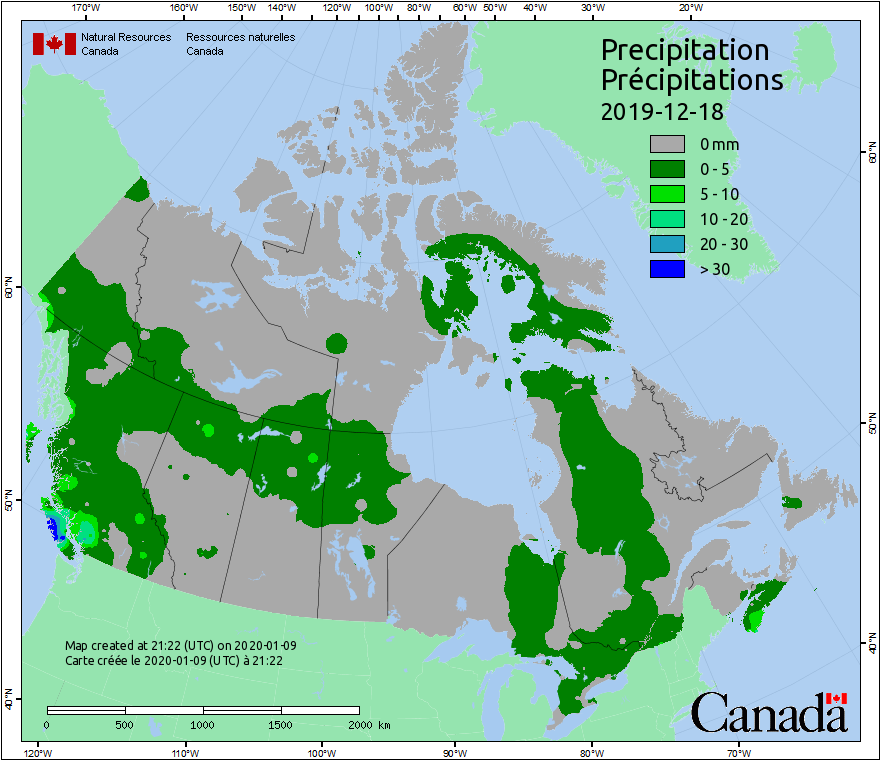 170°W 160°W 150°W 140°W 130°W 120°W 110°W 100°W 90°W 80°W 60°W 50°W 40°W 30°W 20°W
Natural Resources Ressources naturelles
Canada Canada
Precipitation
Précipitations
2019-12-18
0 mm
0 - 5
5 - 10
10 - 20
20 - 30
> 30
60°N
60°N
50°N
50°N
40°N
40°N
Map created at 21:22 (UTC) on 2020-01-09
Carte créée le 2020-01-09 (UTC) à 21:22
0 500 1000 1500 2000 km
Canada
120°W 110°W 100°W 90°W 80°W 70°W